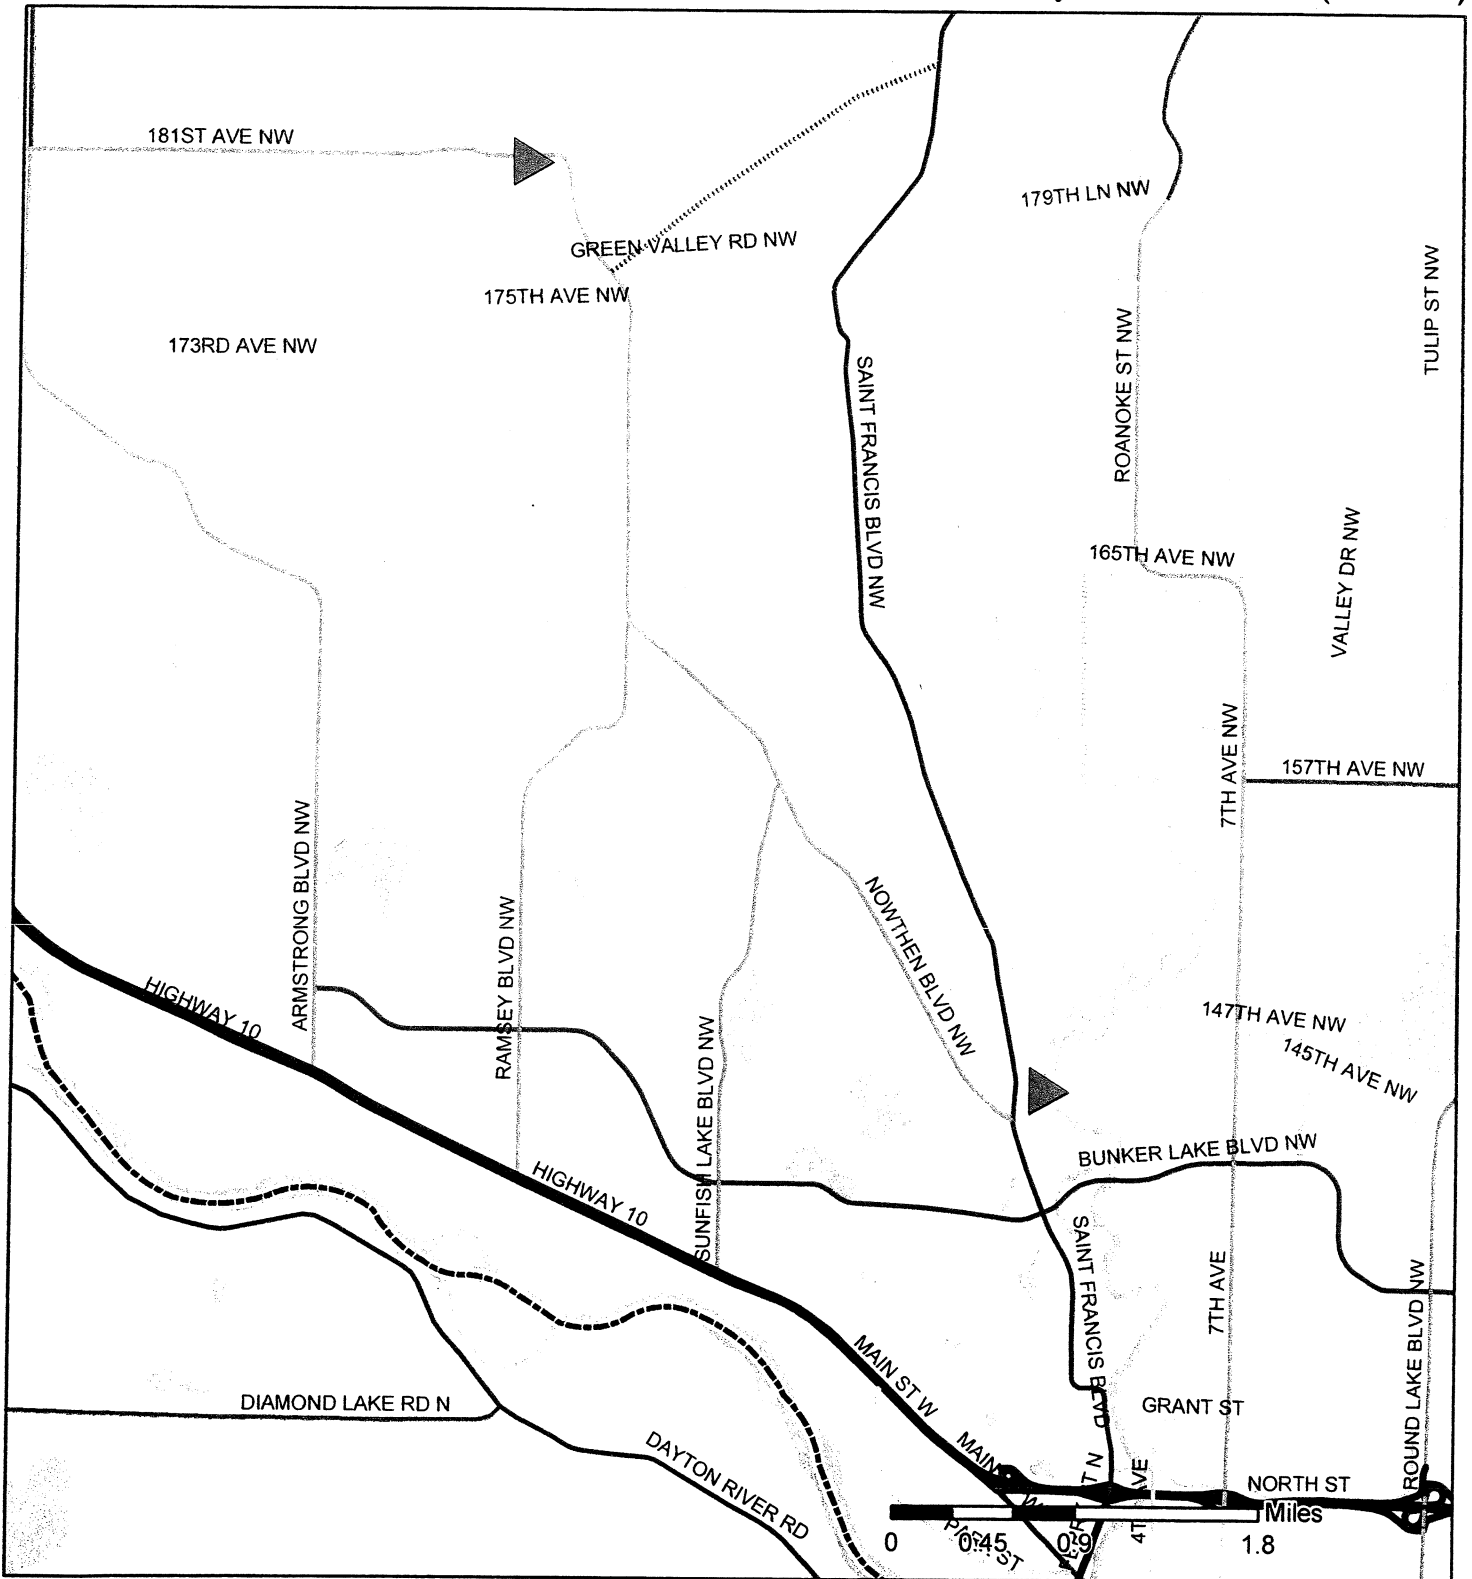 181ST AVE NW
179TH LN NW
GREEN VALLEY RD NW
175TH AVE NW
173RD AVE NW
TULIP ST NW
ROANOKE ST NW
SAINT FRANCIS BLVD NW
165TH AVE NW
VALLEY DR NW
7TH AVE NW
157TH AVE NW
ARMSTRONG BLVD NW
RAMSEY BLVD NW
NOWTHEN BLVD NW
HIGHWAY 10
147TH AVE NW
145TH AVE NW
SUNFISH LAKE BLVD NW
BUNKER LAKE BLVD NW
HIGHWAY 10
SAINT FRANCIS BLVD
7TH AVE
ROUND LAKE BLVD NW
MAIN ST W
DIAMOND LAKE RD N
GRANT ST
MAIN W
DAYTON RIVER RD
4TH AVE
NORTH ST
Miles
0 0.45 0.9 1.8
ST